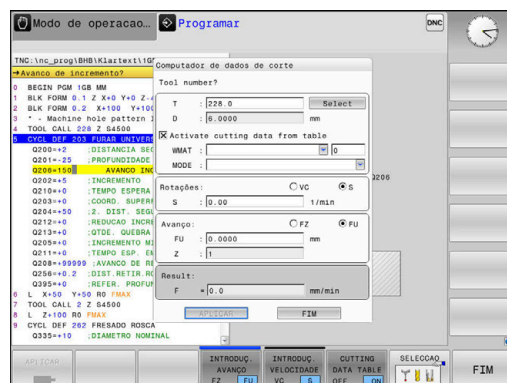 Modo de operacao...
Programar
DNC
TNC:\nc_prog\BHB\Klartext\1GB
→Avanco de incremento?
0 BEGIN PGM 1GB MM
1 BLK FORM 0.1 Z X+0 Y+0 Z-
2 BLK FORM 0.2 X+100 Y+100
3 * - Machine hole pattern
4 TOOL CALL 228 Z S4500
5 CYCL DEF 203 FURAR UNIVERS
Q200=+2 ;DISTANCIA SEG
Q201=-25 ;PROFUNDIDADE
Q206=150 AVANCO INC
Q202=+5 ;INCREMENTO
Q210=+0 ;TEMPO ESPERA
Q203=+0 ;COORD. SUPERF
Q204=+50 ;2. DIST. SEGU
Q212=+0 ;REDUCAO INCRE
Q213=+0 ;QTDE. QUEBRA
Q205=+0 ;INCREMENTO MI
Q211=+0 ;TEMPO ESP. EM
Q208=+99999 ;AVANCO DE RE
Q256=+0.2 ;DIST.RETIR.RO
Q395=+0 ;REFER. PROFUN
6 L X+50 Y+50 R0 FMAX
7 TOOL CALL 2 Z S4500
8 L Z+100 R0 FMAX
9 CYCL DEF 262 FRESADO ROSCA
Q335=+10 ;DIAMETRO NOMINAL
Computador de dados de corte
Tool number?
T : 228.0 Select
D : 6.0000 mm
Activate cutting data from table
WMAT : 0
MODE :
Rotações: VC S
S : 0.00 1/min
Avanço: FZ FU
FU : 0.0000 mm
Z : 1
Result:
F = 0.0 mm/min
APLICAR FIM
Q206
APLICAR
INTRODUÇ. AVANÇO FZ FU
INTRODUÇ. VELOCIDADE VC S
CUTTING DATA TABLE OFF ON
SELECCAO
FIM